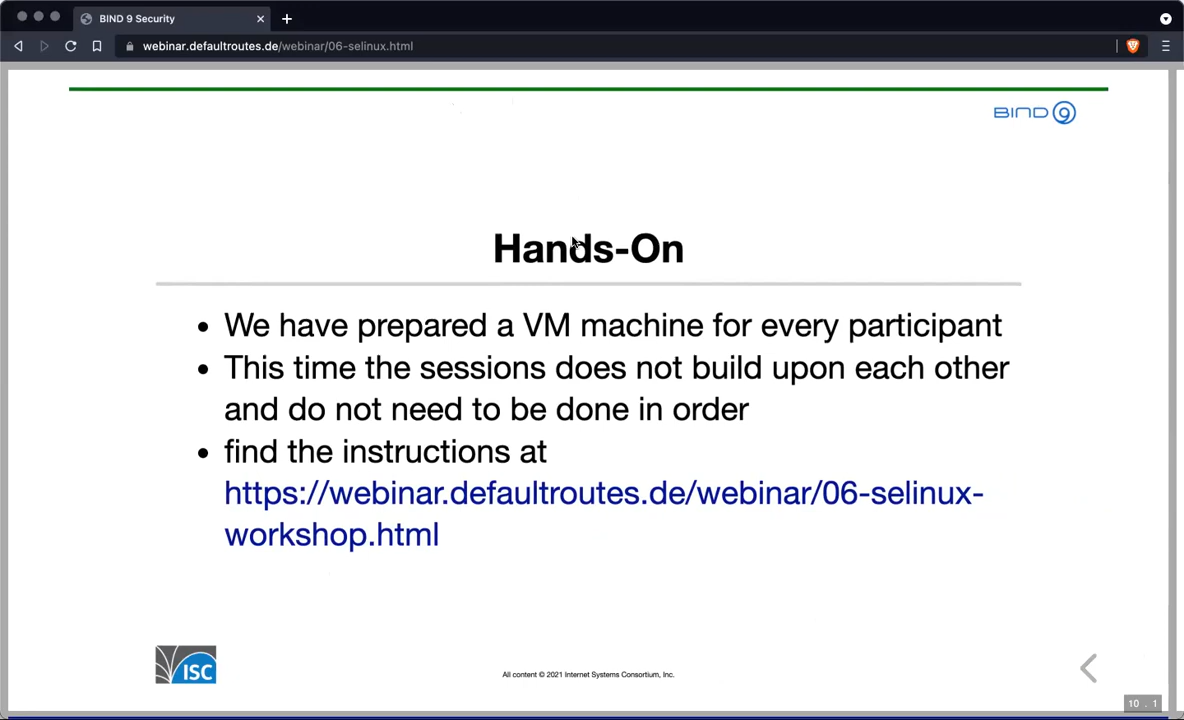 BIND 9 Security
webinar.defaultroutes.de/webinar/06-selinux.html
BIND 9
Hands-On
• We have prepared a VM machine for every participant
• This time the sessions does not build upon each other
and do not need to be done in order
• find the instructions at
https://webinar.defaultroutes.de/webinar/06-selinux-
workshop.html
ISC
All content © 2021 Internet Systems Consortium, Inc.
10 . 1